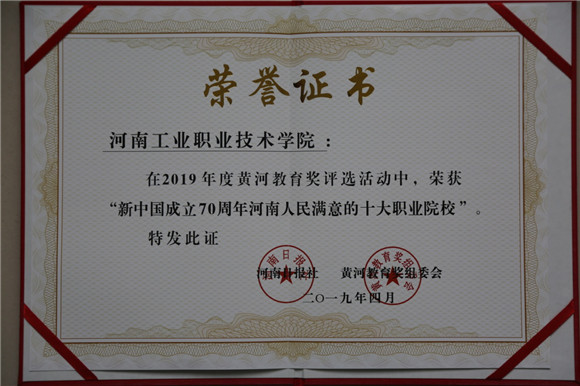 荣誉证书
河南工业职业技术学院：
在2019年度黄河教育奖评选活动中，荣获
“新中国成立70周年河南人民满意的十大职业院校”。
特发此证
河南日报社 黄河教育奖组委会
二〇一九年四月